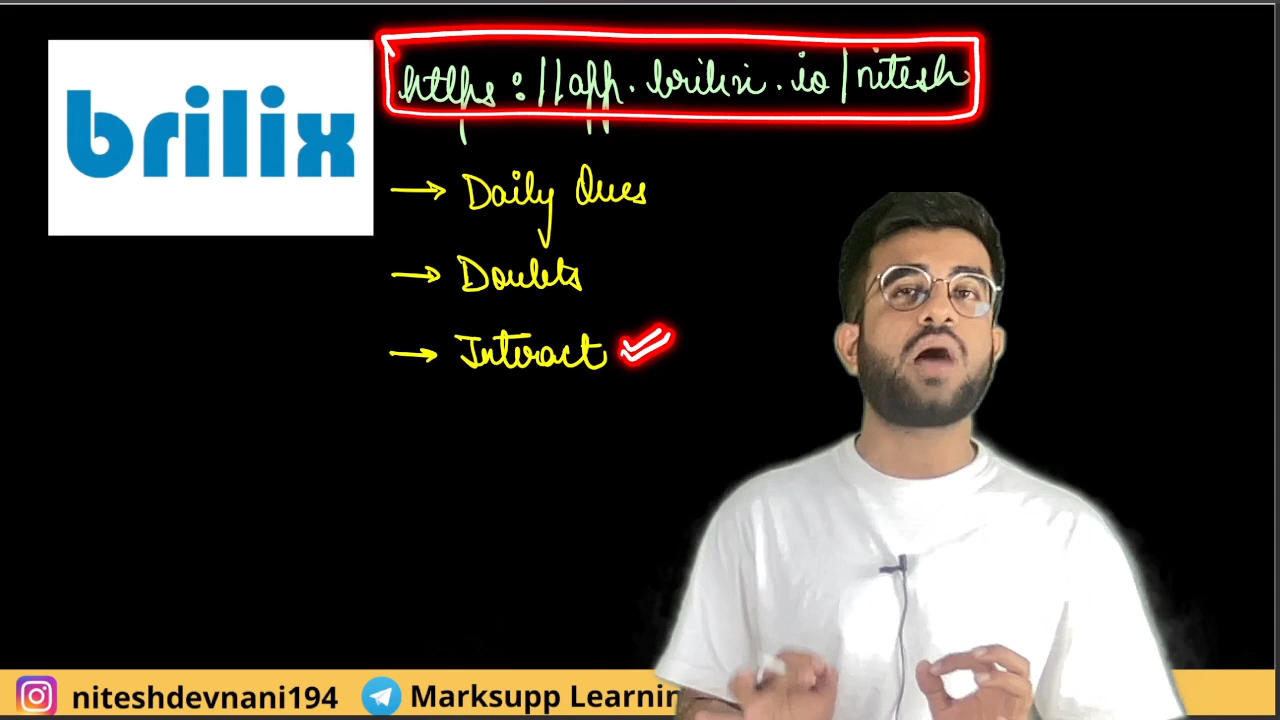 brilix
https://app.brilix.io/nitesh
→ Daily Ques
→ Doubts
→ Interact
niteshdevnani194
Marksupp Learnin